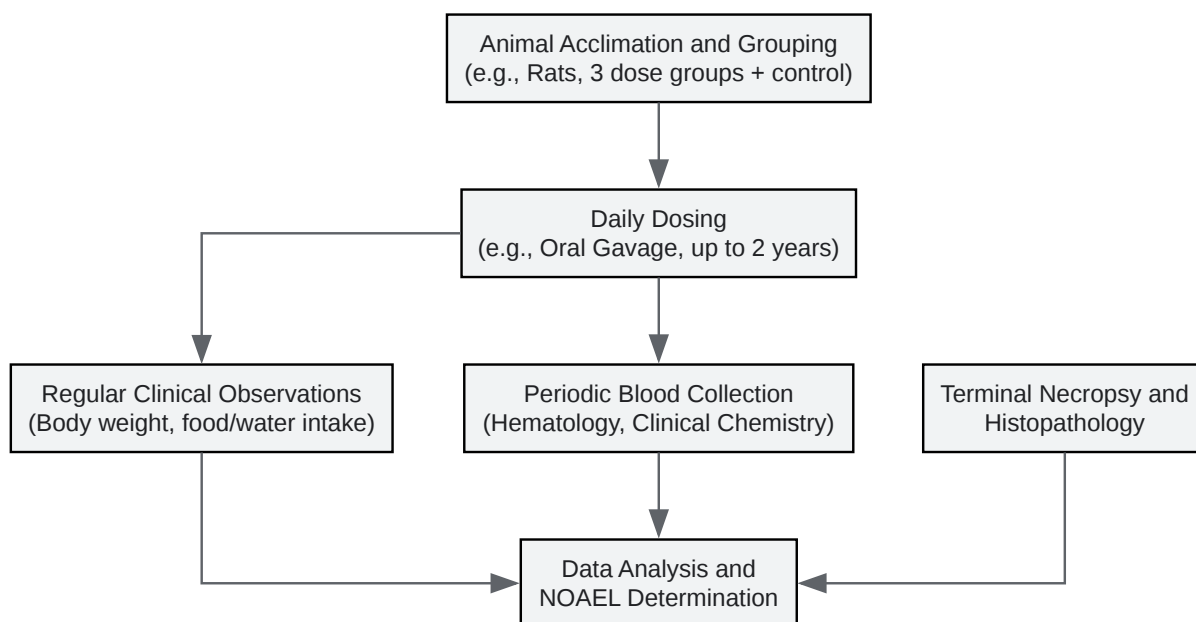 Animal Acclimation and Grouping
(e.g., Rats, 3 dose groups + control)
Daily Dosing
(e.g., Oral Gavage, up to 2 years)
Regular Clinical Observations
(Body weight, food/water intake)
Periodic Blood Collection
(Hematology, Clinical Chemistry)
Terminal Necropsy and
Histopathology
Data Analysis and
NOAEL Determination